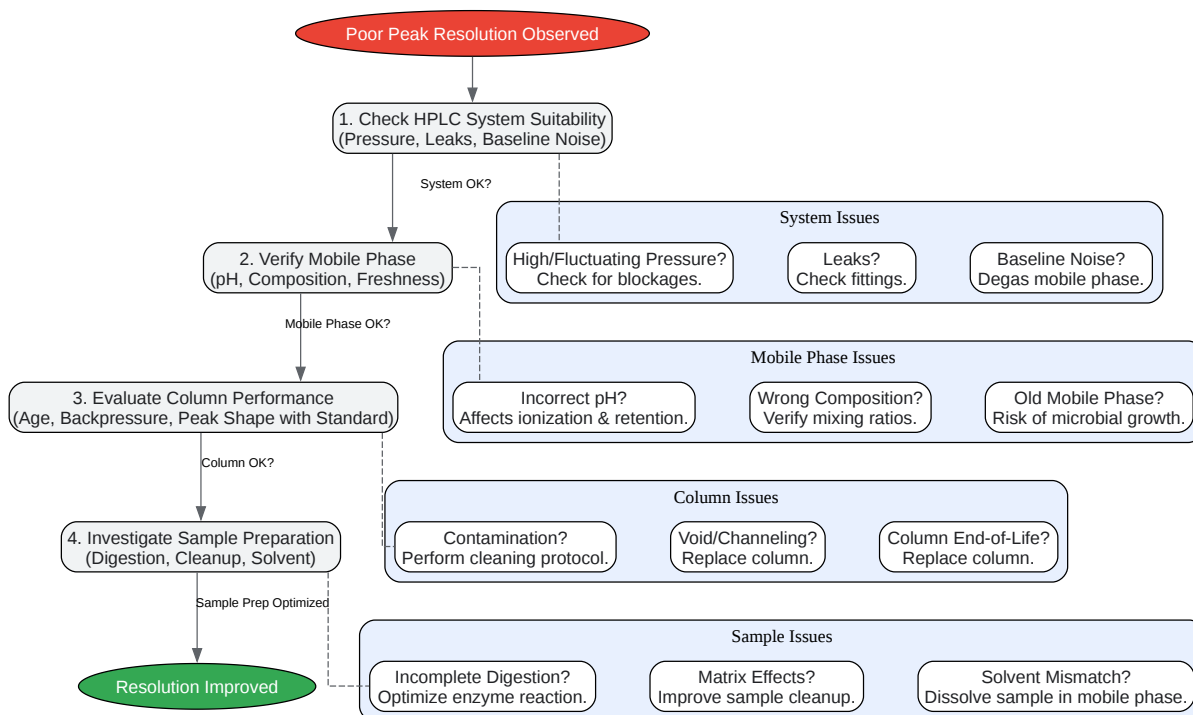 Poor Peak Resolution Observed
1. Check HPLC System Suitability
(Pressure, Leaks, Baseline Noise)
System OK?
System Issues
High/Fluctuating Pressure?
Check for blockages.
Leaks?
Check fittings.
Baseline Noise?
Degas mobile phase.
2. Verify Mobile Phase
(pH, Composition, Freshness)
Mobile Phase OK?
Mobile Phase Issues
Incorrect pH?
Affects ionization & retention.
Wrong Composition?
Verify mixing ratios.
Old Mobile Phase?
Risk of microbial growth.
3. Evaluate Column Performance
(Age, Backpressure, Peak Shape with Standard)
Column OK?
Column Issues
Contamination?
Perform cleaning protocol.
Void/Channeling?
Replace column.
Column End-of-Life?
Replace column.
4. Investigate Sample Preparation
(Digestion, Cleanup, Solvent)
Sample Prep Optimized
Sample Issues
Incomplete Digestion?
Optimize enzyme reaction.
Matrix Effects?
Improve sample cleanup.
Solvent Mismatch?
Dissolve sample in mobile phase.
Resolution Improved